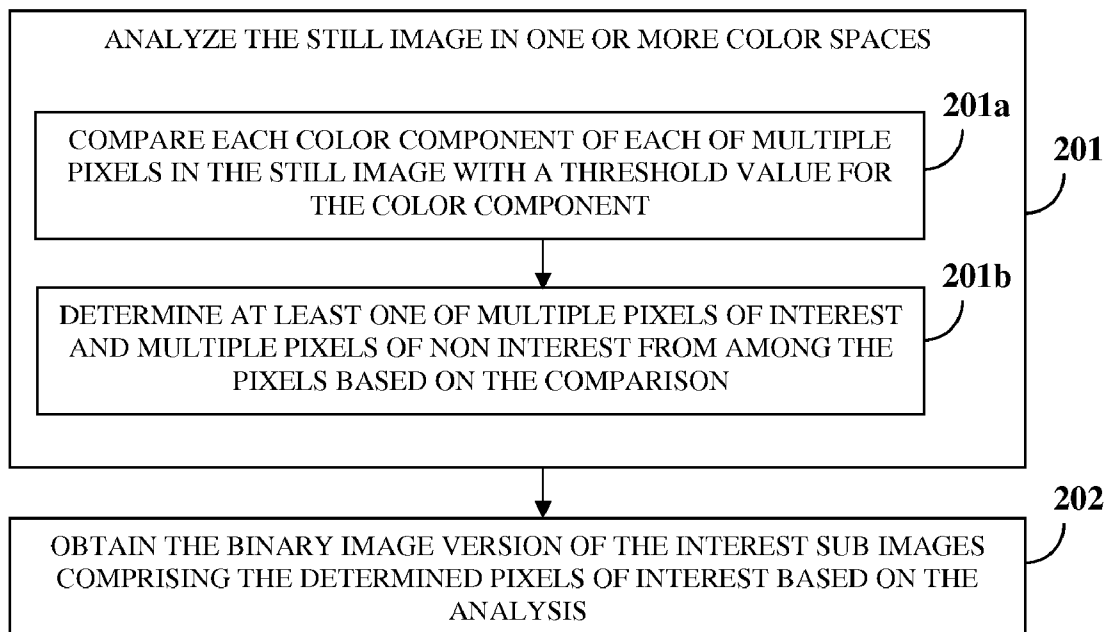 ANALYZE THE STILL IMAGE IN ONE OR MORE COLOR SPACES
201a
COMPARE EACH COLOR COMPONENT OF EACH OF MULTIPLE
PIXELS IN THE STILL IMAGE WITH A THRESHOLD VALUE FOR
THE COLOR COMPONENT
201
201b
DETERMINE AT LEAST ONE OF MULTIPLE PIXELS OF INTEREST
AND MULTIPLE PIXELS OF NON INTEREST FROM AMONG THE
PIXELS BASED ON THE COMPARISON
202
OBTAIN THE BINARY IMAGE VERSION OF THE INTEREST SUB IMAGES
COMPRISING THE DETERMINED PIXELS OF INTEREST BASED ON THE
ANALYSIS